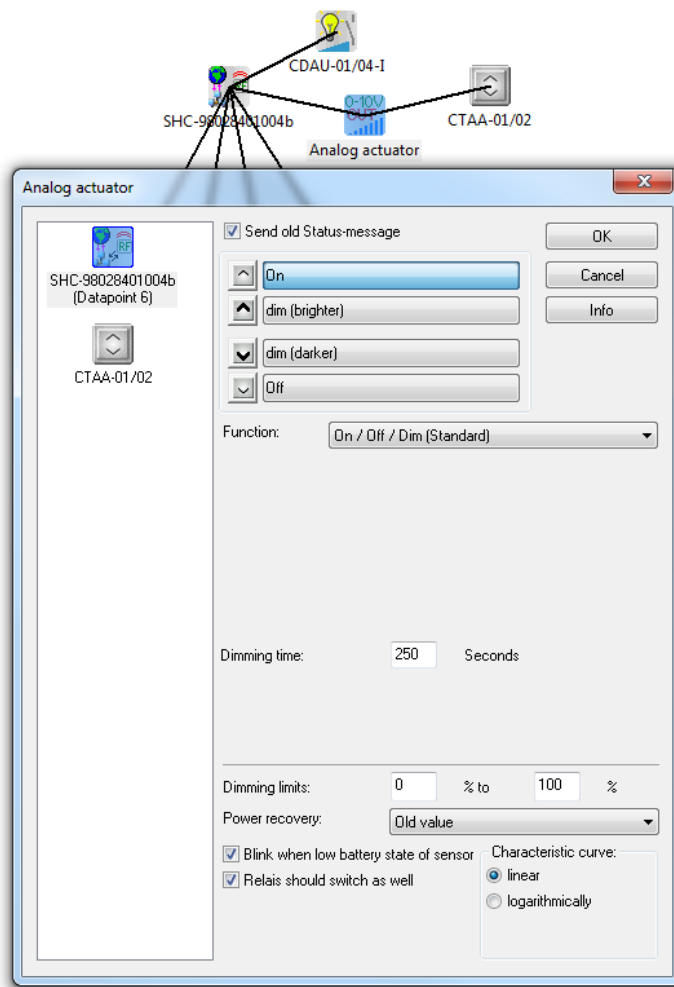 CDAU-01/04-I
SHC-98028401004b
RF
0-10V
OUT
CTAA-01/02
Analog actuator
Analog actuator
Send old Status-message
OK
RF
SHC-98028401004b
(Datapoint 6)
On
Cancel
dim (brighter)
Info
dim (darker)
CTAA-01/02
Off
Function:
On / Off / Dim (Standard)
Dimming time:
250
Seconds
Dimming limits:
0
% to
100
%
Power recovery:
Old value
Blink when low battery state of sensor
Characteristic curve:
Relais should switch as well
linear
logarithmically